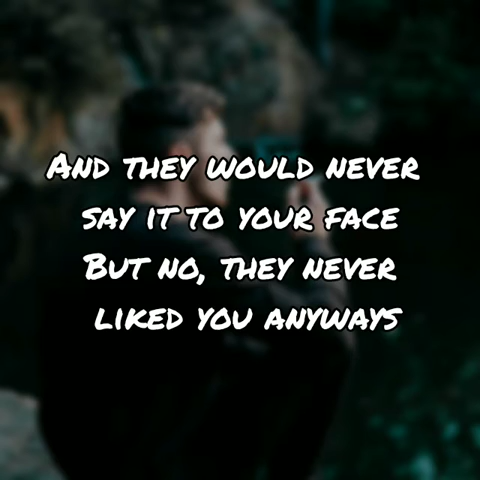 And they would never
say it to your face
But no, they never
liked you anyways